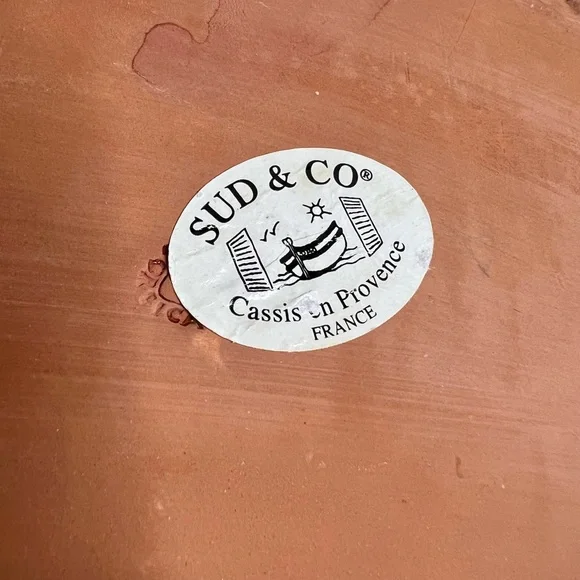 SUD & CO®
Cassis en Provence
FRANCE